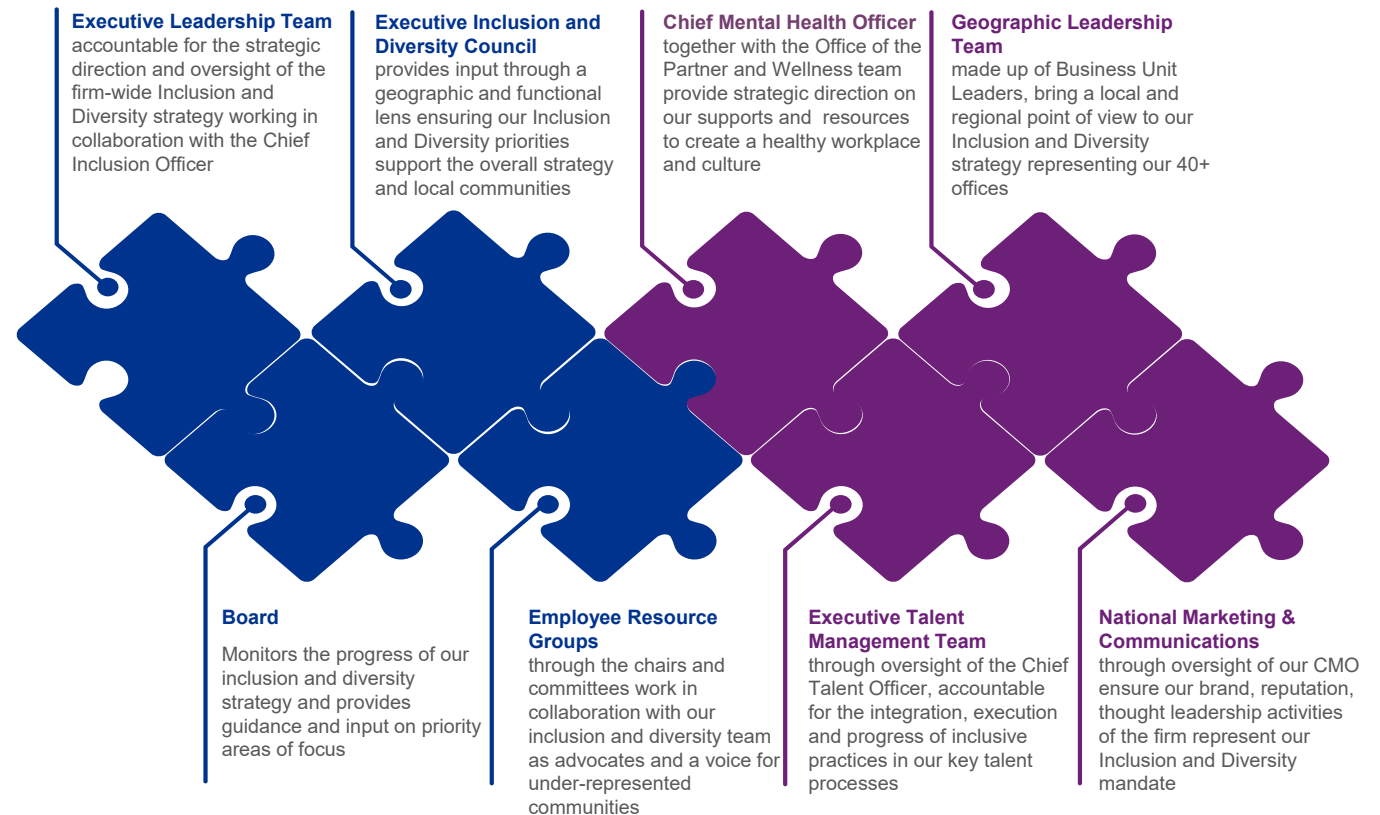 Executive Leadership Team
accountable for the strategic
direction and oversight of the
firm-wide Inclusion and
Diversity strategy working in
collaboration with the Chief
Inclusion Officer
Executive Inclusion and
Diversity Council
provides input through a
geographic and functional
lens ensuring our Inclusion
and Diversity priorities
support the overall strategy
and local communities
Chief Mental Health Officer
together with the Office of the
Partner and Wellness team
provide strategic direction on
our supports and resources
to create a healthy workplace
and culture
Geographic Leadership
Team
made up of Business Unit
Leaders, bring a local and
regional point of view to our
Inclusion and Diversity
strategy representing our 40+
offices
Board
Monitors the progress of our
inclusion and diversity
strategy and provides
guidance and input on priority
areas of focus
Employee Resource
Groups
through the chairs and
committees work in
collaboration with our
inclusion and diversity team
as advocates and a voice for
under-represented
communities
Executive Talent
Management Team
through oversight of the Chief
Talent Officer, accountable
for the integration, execution
and progress of inclusive
practices in our key talent
processes
National Marketing &
Communications
through oversight of our CMO
ensure our brand, reputation,
thought leadership activities
of the firm represent our
Inclusion and Diversity
mandate